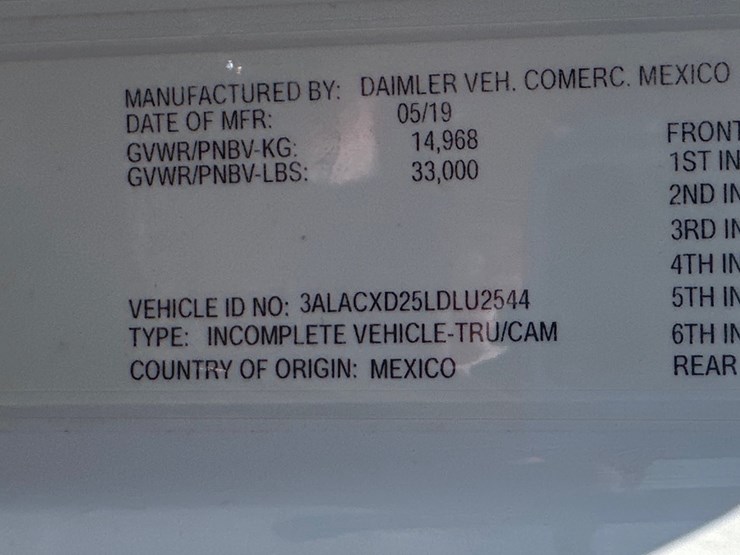 MANUFACTURED BY: DAIMLER VEH. COMERC. MEXICO
DATE OF MFR: 05/19
GVWR/PNBV-KG: 14,968
GVWR/PNBV-LBS: 33,000
VEHICLE ID NO: 3ALACXD25LDLU2544
TYPE: INCOMPLETE VEHICLE-TRU/CAM
COUNTRY OF ORIGIN: MEXICO
FRONT
1ST IN
2ND IN
3RD IN
4TH IN
5TH IN
6TH IN
REAR